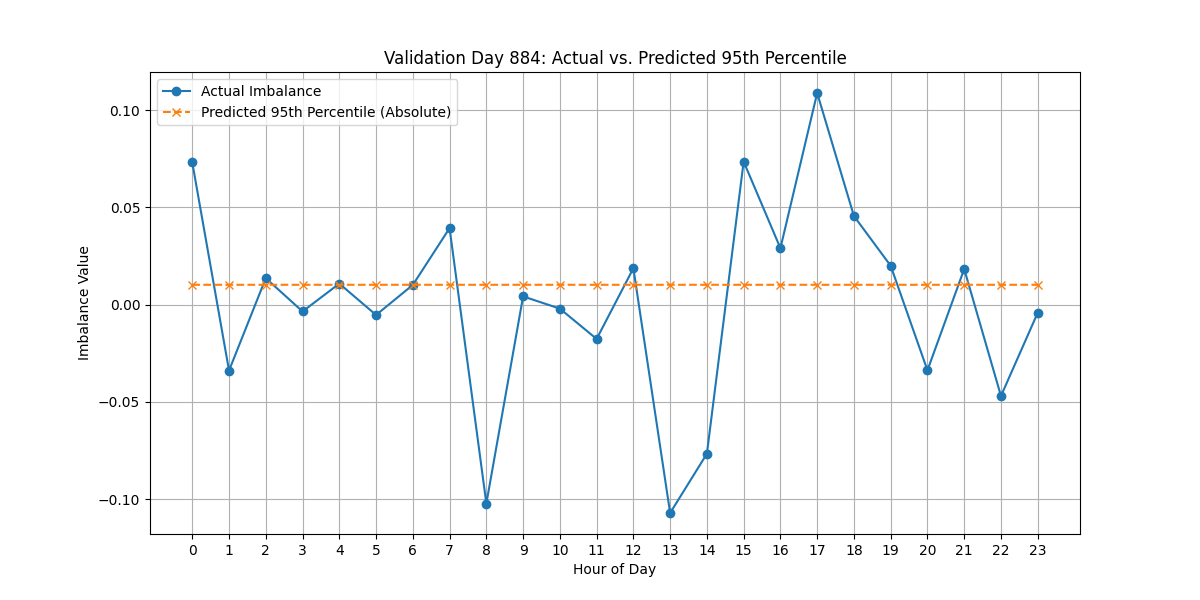 Validation Day 884: Actual vs. Predicted 95th Percentile
Actual Imbalance
Predicted 95th Percentile (Absolute)
Imbalance Value
0.10
0.05
0.00
−0.05
−0.10
0 1 2 3 4 5 6 7 8 9 10 11 12 13 14 15 16 17 18 19 20 21 22 23
Hour of Day